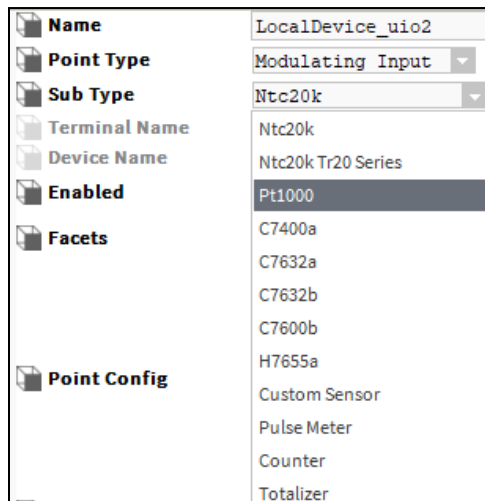 Name LocalDevice_uio2
Point Type Modulating Input
Sub Type Ntc20k
Terminal Name Ntc20k
Device Name Ntc20k Tr20 Series
Enabled Pt1000
Facets C7400a
C7632a
C7632b
C7600b
H7655a
Point Config
Custom Sensor
Pulse Meter
Counter
Totalizer